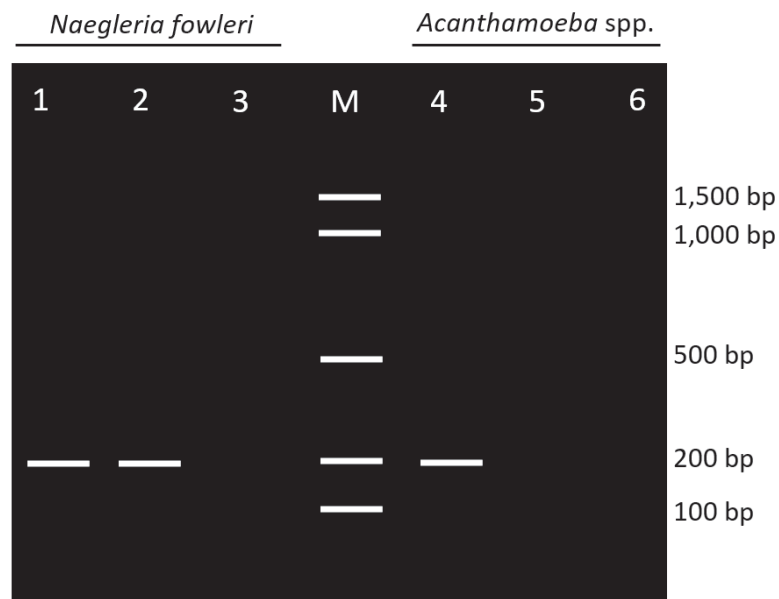 Naegleria fowleri
Acanthamoeba spp.
1 2 3 M 4 5 6
1,500 bp
1,000 bp
500 bp
200 bp
100 bp